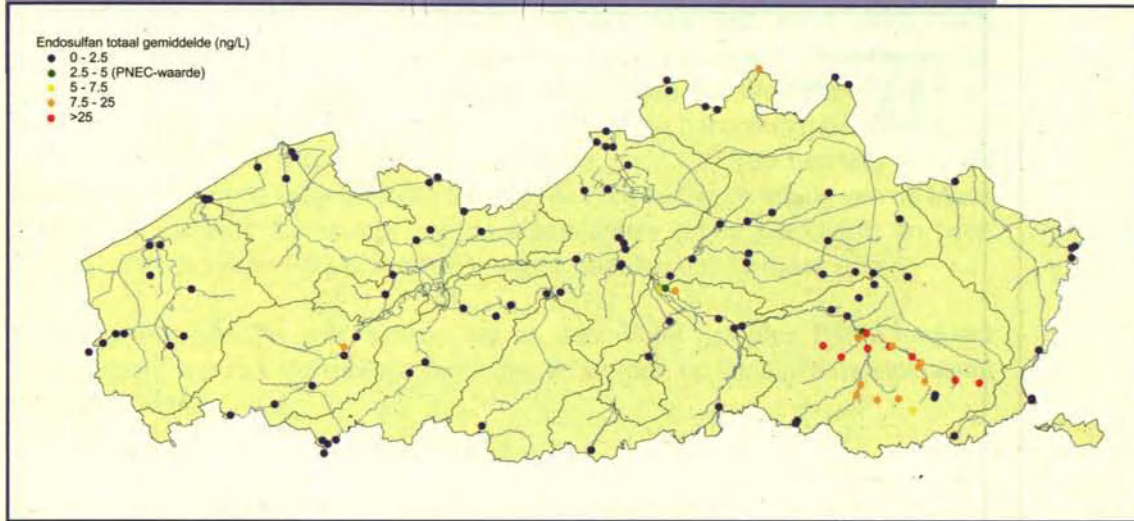 Endosulfan totaal gemiddelde (ng/L)
0 - 2.5
2.5 - 5 (PNEC-waarde)
5 - 7.5
7.5 - 25
>25